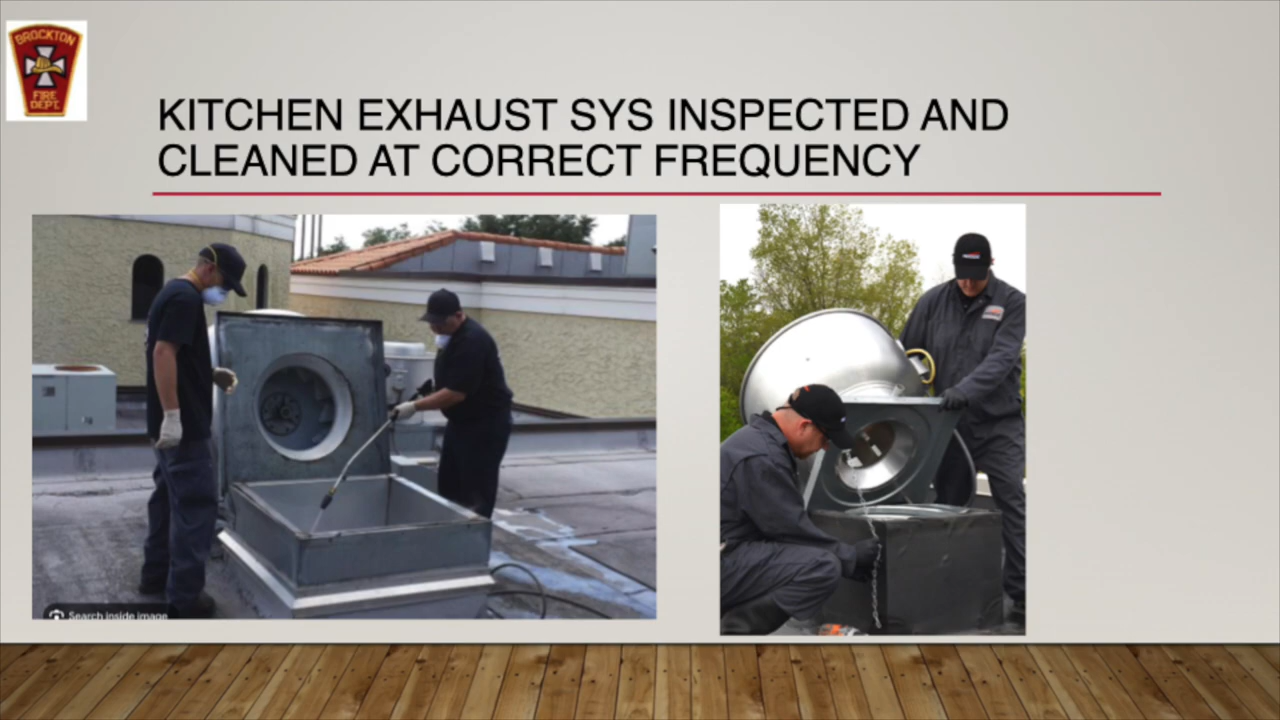 BROCKTON
FIRE
DEPT.
KITCHEN EXHAUST SYS INSPECTED AND
CLEANED AT CORRECT FREQUENCY
Search inside image